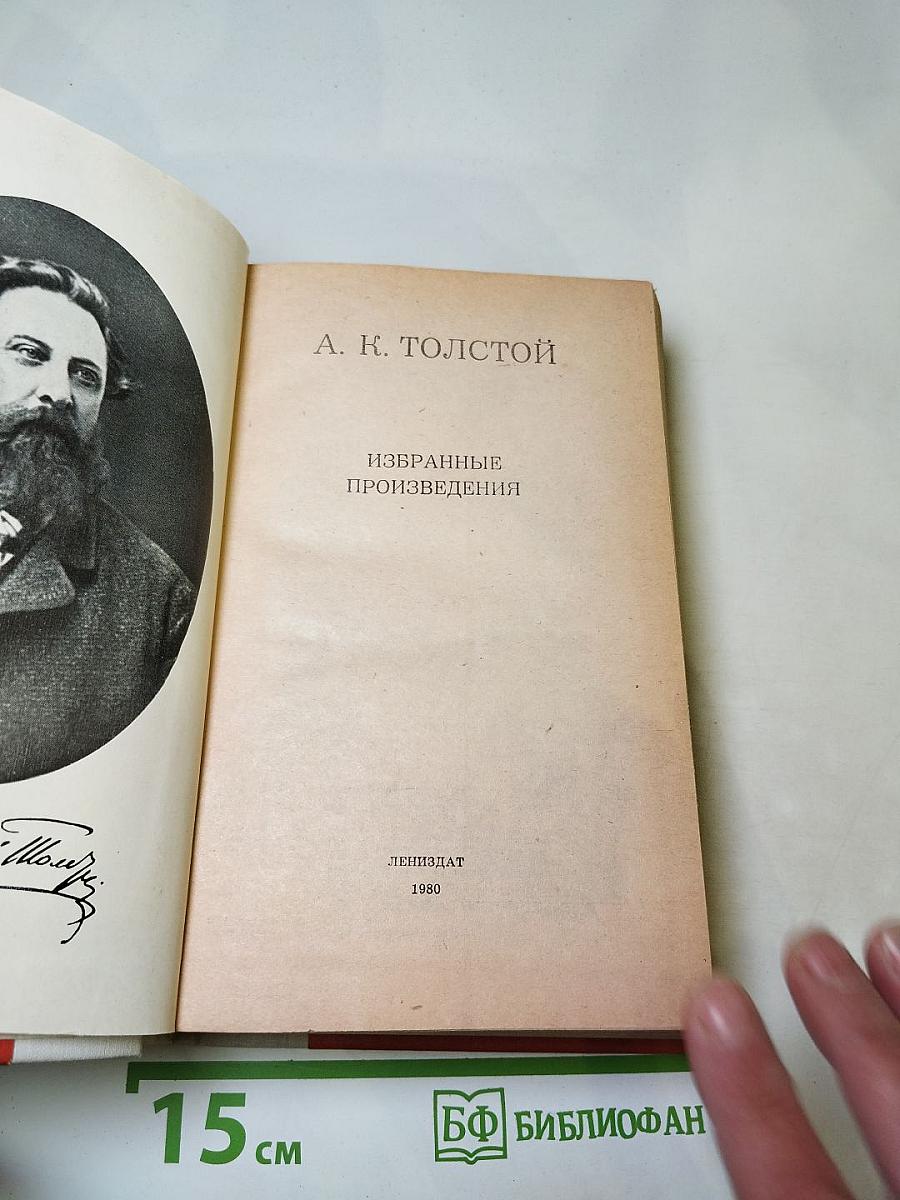 А. К. ТОЛСТОЙ
ИЗБРАННЫЕ
ПРОИЗВЕДЕНИЯ
ЛЕНИЗДАТ
1980
15 см
БФ БИБЛИОФАН